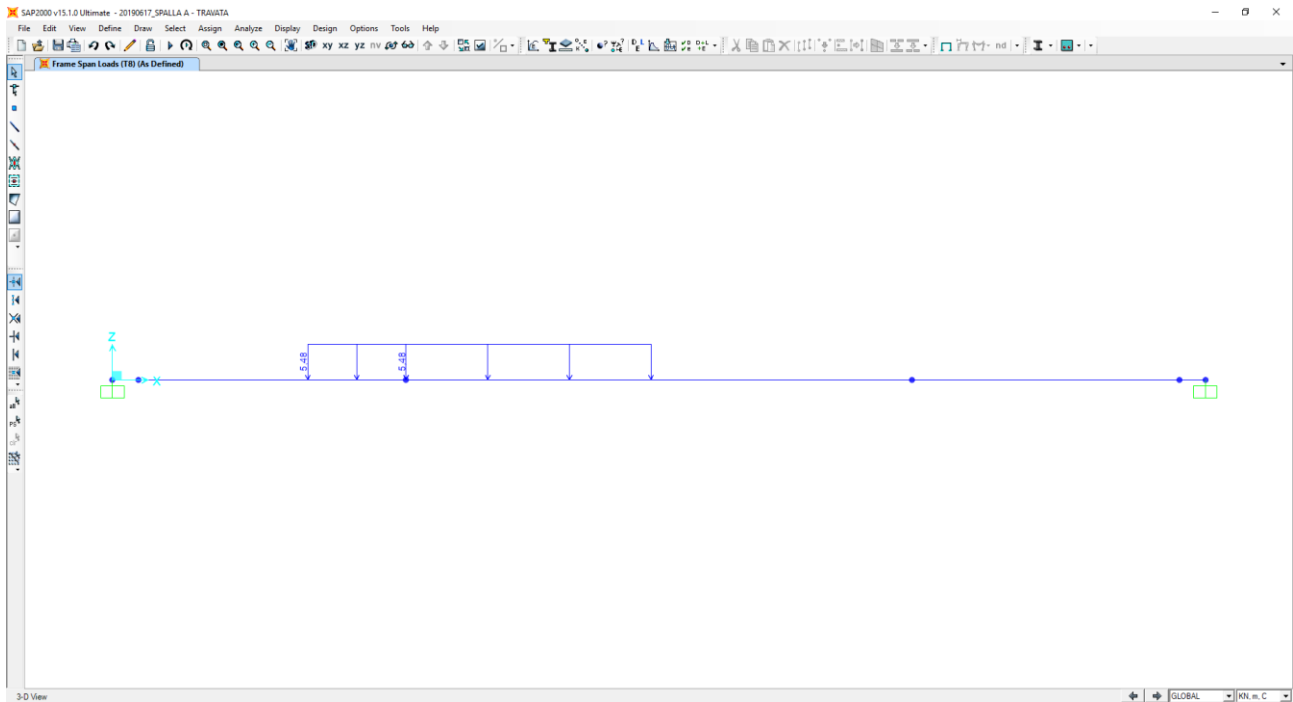 SAP2000 v15.1.0 Ultimate - 20190617_SPALLA A - TRAVATA
File Edit View Define Draw Select Assign Analyze Display Design Options Tools Help
xy xz yz nv nd
Frame Span Loads (T8) (As Defined)
Z
5.48 5.48
X
3-D View GLOBAL KN, m, C